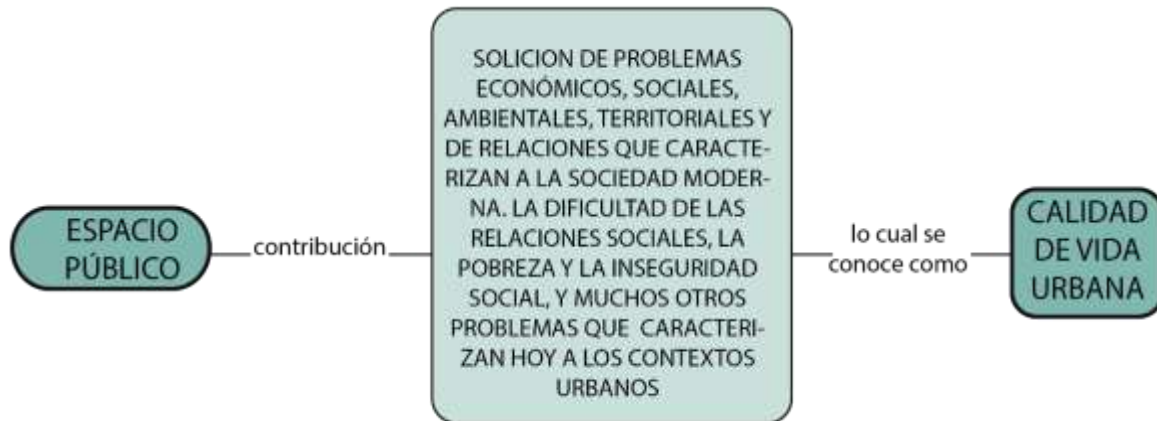 ESPACIO
PÚBLICO
contribución
SOLICION DE PROBLEMAS
ECONÓMICOS, SOCIALES,
AMBIENTALES, TERRITORIALES Y
DE RELACIONES QUE CARACTE-
RIZAN A LA SOCIEDAD MODER-
NA. LA DIFICULTAD DE LAS
RELACIONES SOCIALES, LA
POBREZA Y LA INSEGURIDAD
SOCIAL, Y MUCHOS OTROS
PROBLEMAS QUE CARACTERI-
ZAN HOY A LOS CONTEXTOS
URBANOS
lo cual se
conoce como
CALIDAD
DE VIDA
URBANA